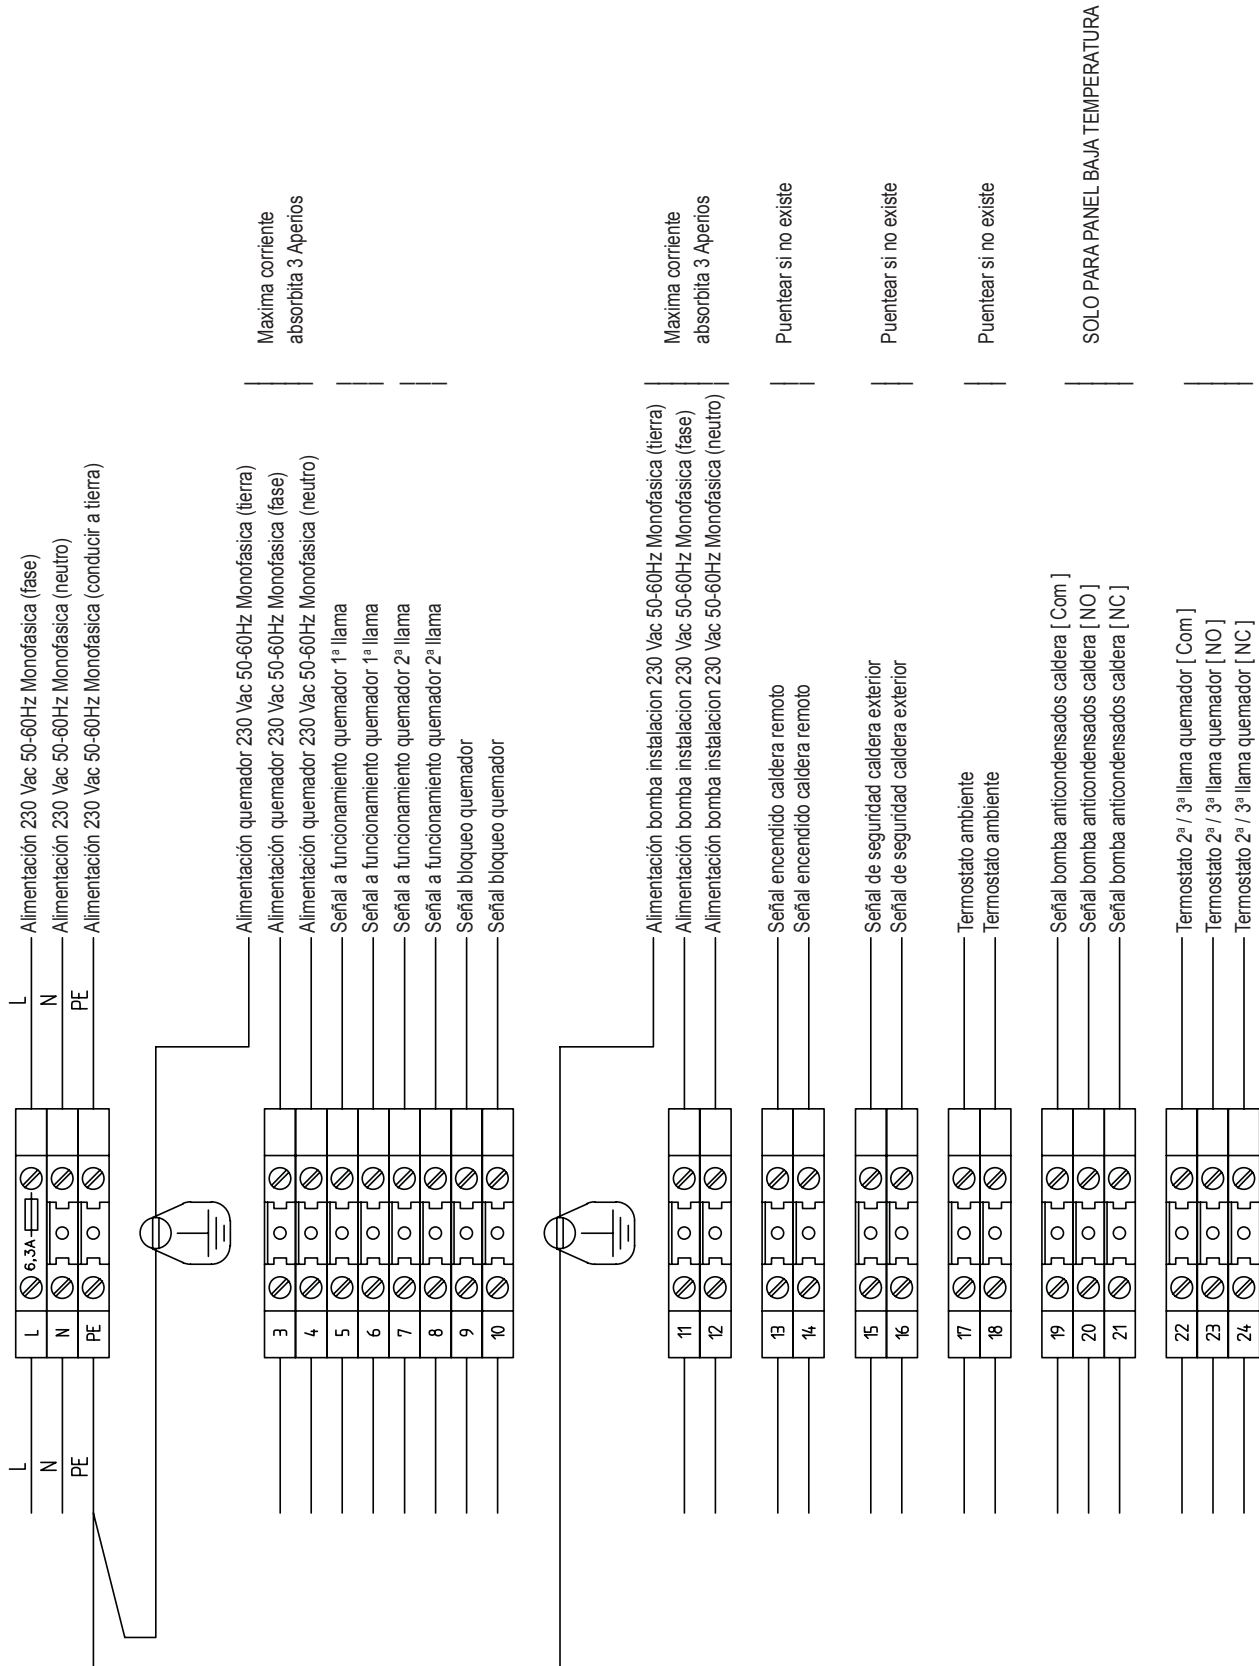 L
N
PE
L
6,3A
N
PE
L
N
PE
Alimentación 230 Vac 50-60Hz Monofasica (fase)
Alimentación 230 Vac 50-60Hz Monofasica (neutro)
Alimentación 230 Vac 50-60Hz Monofasica (conducir a tierra)
Alimentación quemador 230 Vac 50-60Hz Monofasica (tierra)
3
Alimentación quemador 230 Vac 50-60Hz Monofasica (fase)
4
Alimentación quemador 230 Vac 50-60Hz Monofasica (neutro)
Maxima corriente
absorbita 3 Aperios
5
Señal a funcionamiento quemador 1ª llama
6
Señal a funcionamiento quemador 1ª llama
7
Señal a funcionamiento quemador 2ª llama
8
Señal a funcionamiento quemador 2ª llama
9
Señal bloqueo quemador
10
Señal bloqueo quemador
Alimentación bomba instalacion 230 Vac 50-60Hz Monofasica (tierra)
11
Alimentación bomba instalacion 230 Vac 50-60Hz Monofasica (fase)
12
Alimentación bomba instalacion 230 Vac 50-60Hz Monofasica (neutro)
Maxima corriente
absorbita 3 Aperios
13
Señal encendido caldera remoto
14
Señal encendido caldera remoto
Puentear si no existe
15
Señal de seguridad caldera exterior
16
Señal de seguridad caldera exterior
Puentear si no existe
17
Termostato ambiente
18
Termostato ambiente
Puentear si no existe
19
Señal bomba anticondensados caldera [ Com ]
20
Señal bomba anticondensados caldera [ NO ]
21
Señal bomba anticondensados caldera [ NC ]
SOLO PARA PANEL BAJA TEMPERATURA
22
Termostato 2ª / 3ª llama quemador [ Com ]
23
Termostato 2ª / 3ª llama quemador [ NO ]
24
Termostato 2ª / 3ª llama quemador [ NC ]